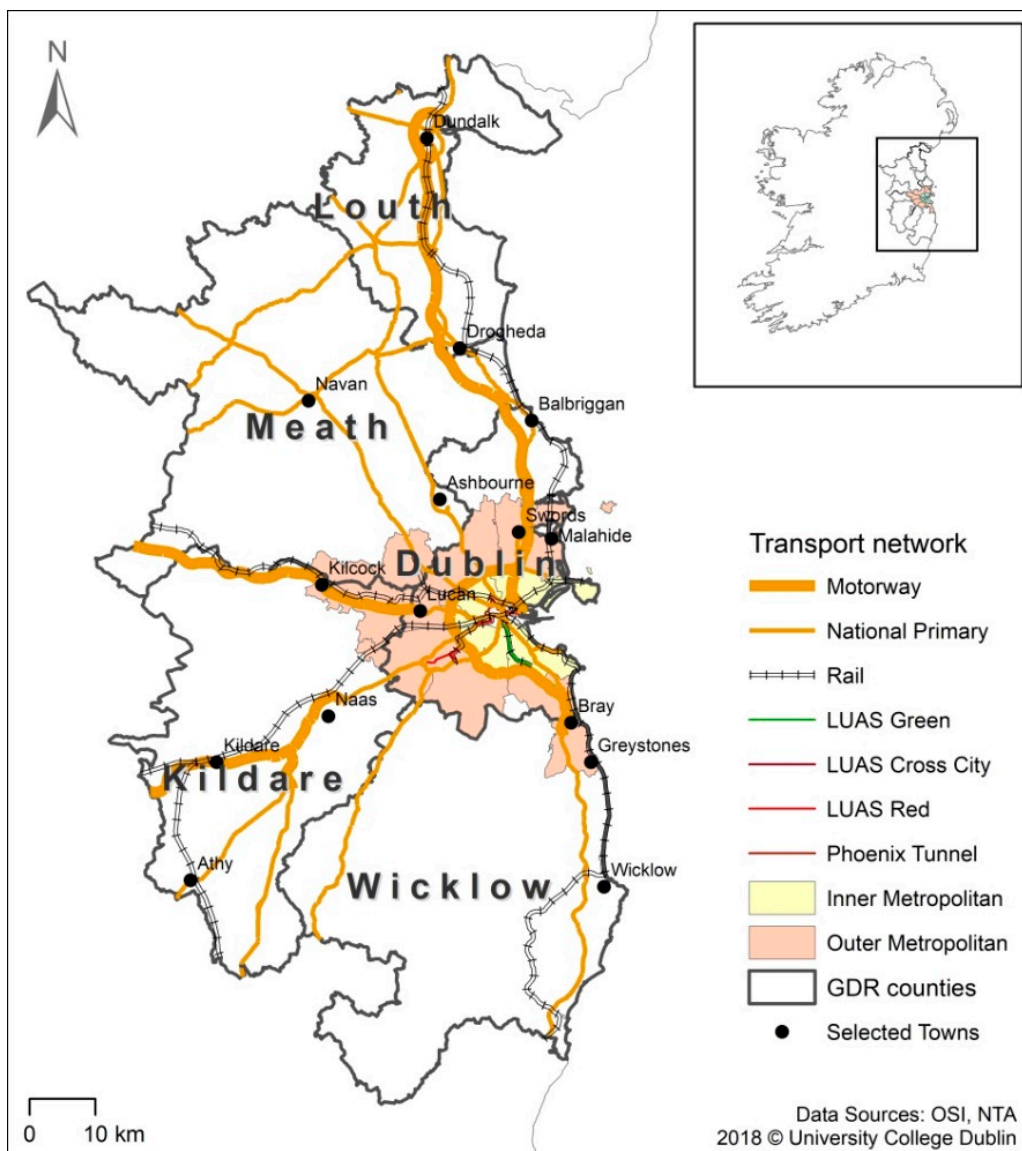 N
Dundalk
Louth
Drogheda
Navan
Balbriggan
Meath
Ashbourne
Swords
Malahide
Dublin
Kilcock
Lucan
Naas
Bray
Kildare
Greystones
Kildare
Athy
Wicklow
Wicklow
0 10 km
Transport network
Motorway
National Primary
Rail
LUAS Green
LUAS Cross City
LUAS Red
Phoenix Tunnel
Inner Metropolitan
Outer Metropolitan
GDR counties
Selected Towns
Data Sources: OSI, NTA
2018 © University College Dublin